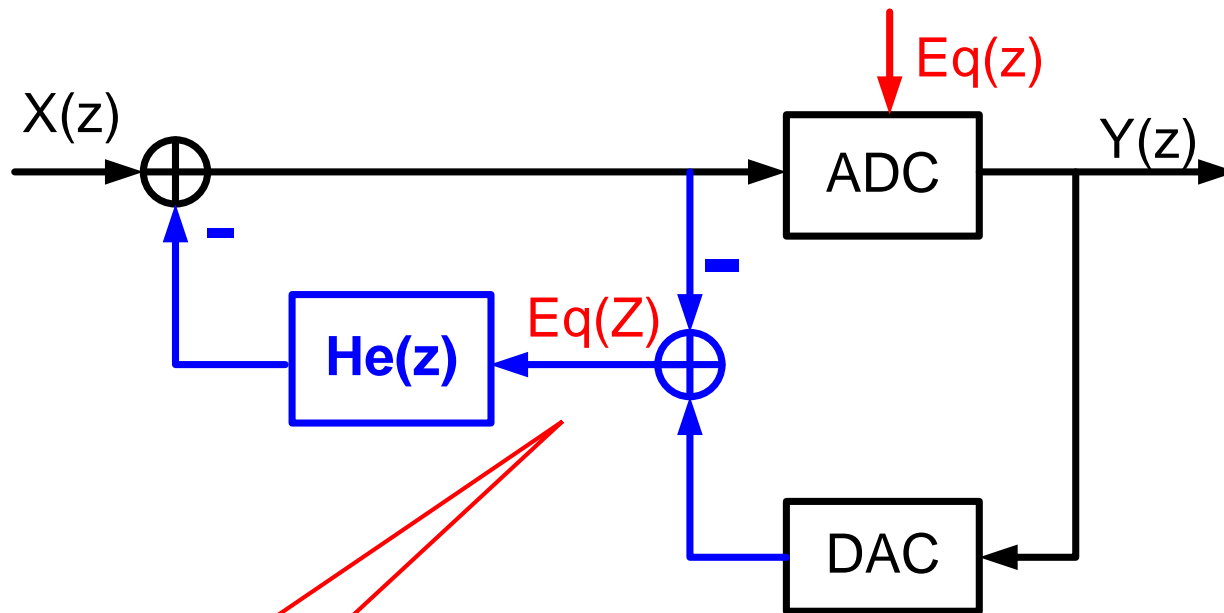 Eq(z)
X(z)
Y(z)
ADC
-
-
Eq(Z)
He(z)
DAC